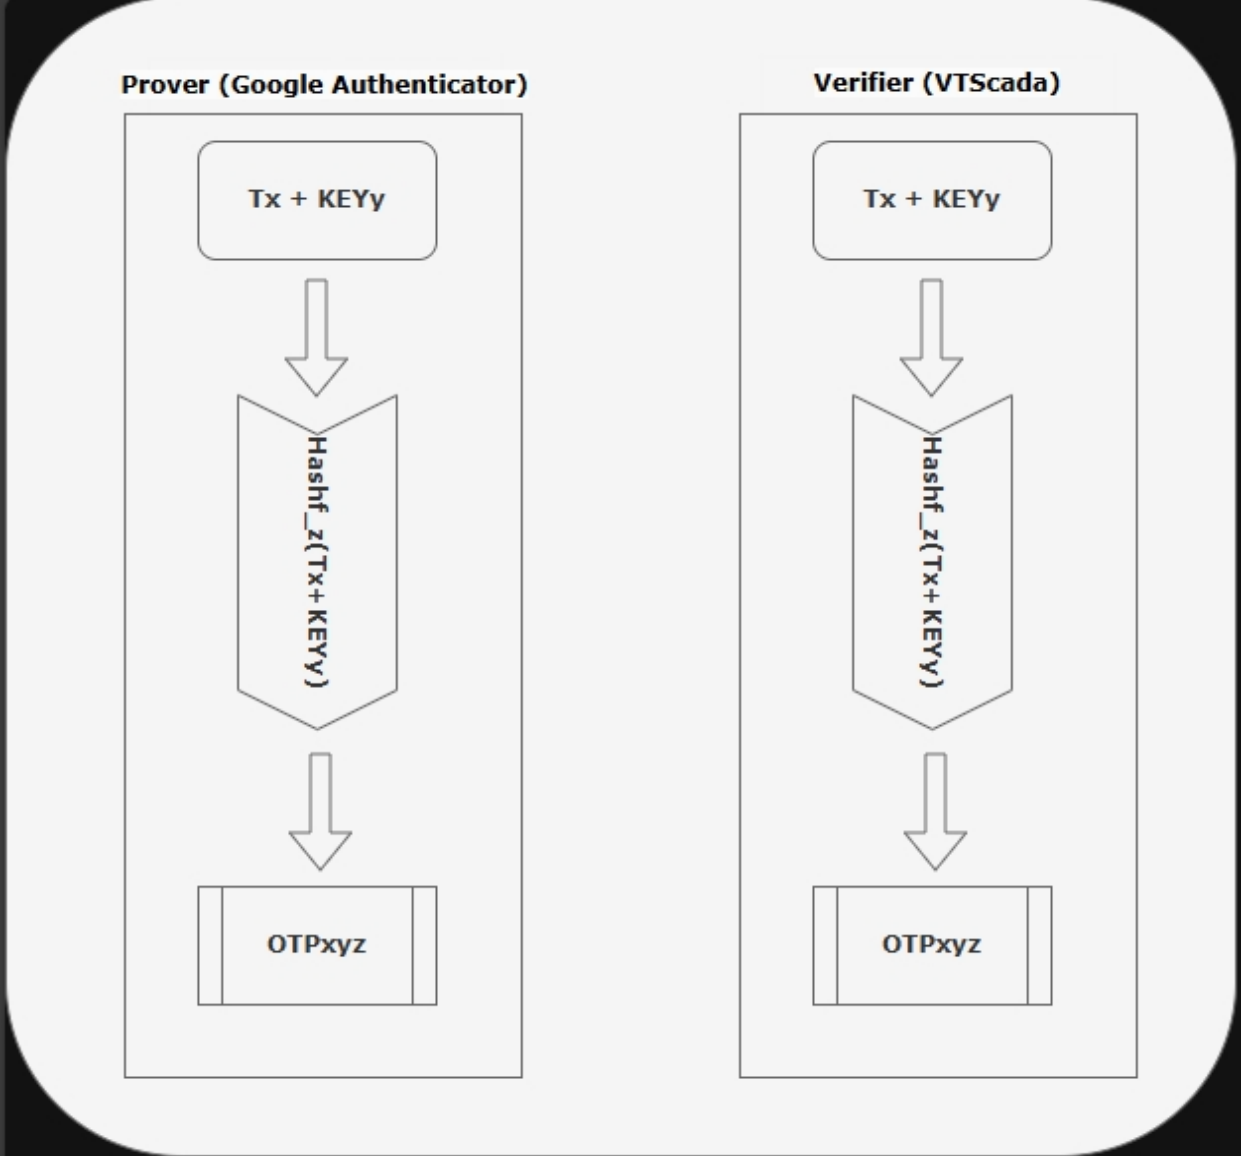 Prover (Google Authenticator)
Tx + KEYy
Hashf_z(Tx+KEYy)
OTPxyz
Verifier (VTScada)
Tx + KEYy
Hashf_z(Tx+KEYy)
OTPxyz